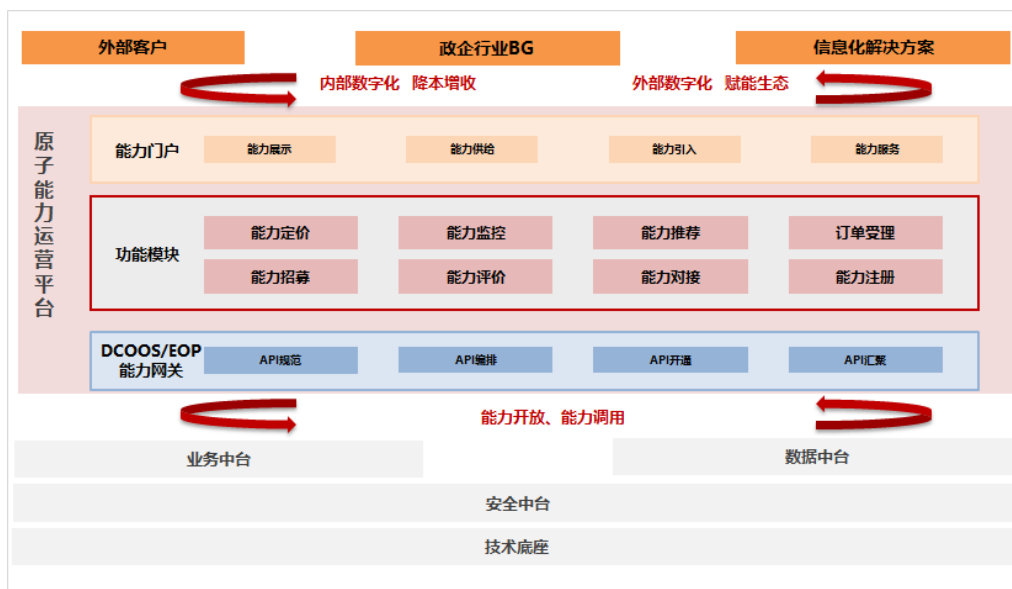 外部客户
政企行业BG
信息化解决方案
内部数字化 降本增收
外部数字化 赋能生态
原子能力运营平台
能力门户
能力展示
能力供给
能力引入
能力服务
功能模块
能力定价
能力监控
能力推荐
订单受理
能力招募
能力评价
能力对接
能力注册
DCOOS/EOP
能力网关
API规范
API编排
API开通
API汇聚
能力开放、能力调用
业务中台
数据中台
安全中台
技术底座